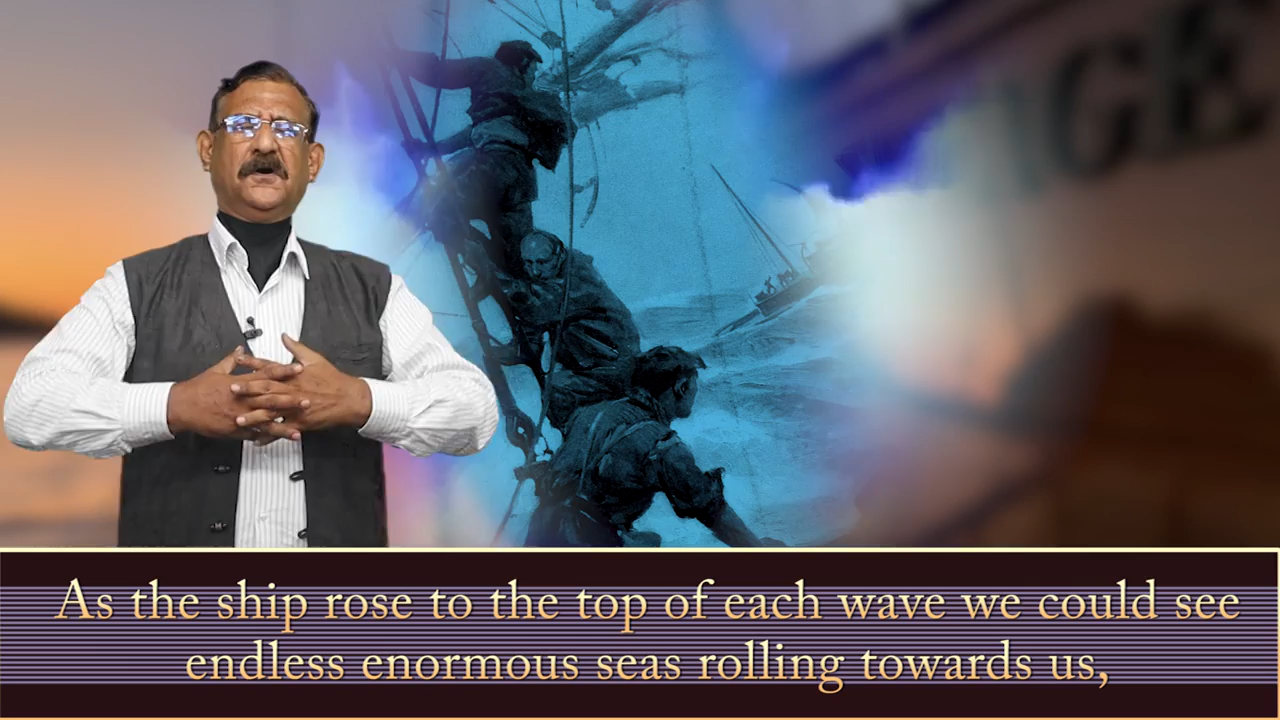 GE
As the ship rose to the top of each wave we could see
endless enormous seas rolling towards us,